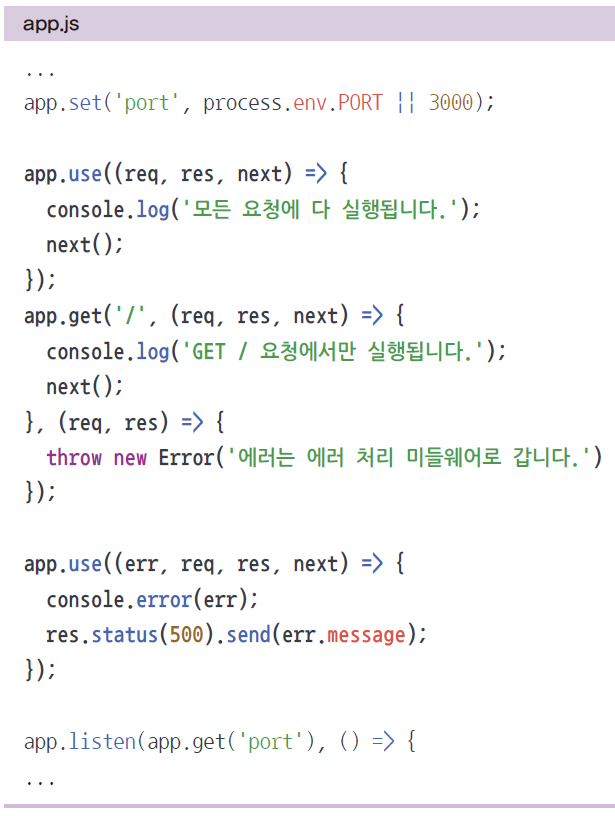 app.js
...
app.set('port', process.env.PORT || 3000);
app.use((req, res, next) => {
  console.log('모든 요청에 다 실행됩니다.');
  next();
});
app.get('/', (req, res, next) => {
  console.log('GET / 요청에서만 실행됩니다.');
  next();
}, (req, res) => {
  throw new Error('에러는 에러 처리 미들웨어로 갑니다.')
});
app.use((err, req, res, next) => {
  console.error(err);
  res.status(500).send(err.message);
});
app.listen(app.get('port'), () => {
...